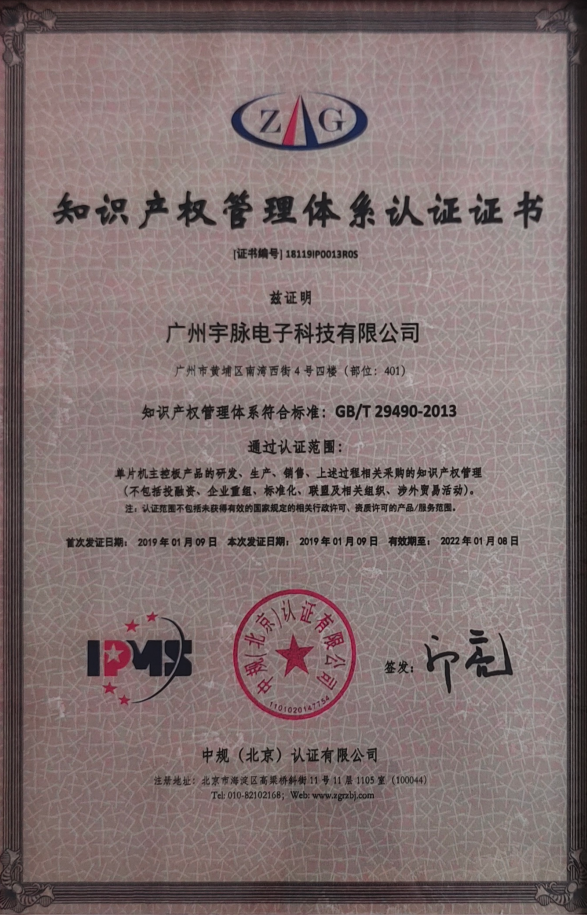 ZG
知识产权管理体系认证证书
[证书编号] 18119IP0013R0S
兹证明
广州宇脉电子科技有限公司
广州市黄埔区南湾西街4号四楼（部位：401）
知识产权管理体系符合标准：GB/T 29490-2013
通过认证范围：
单片机主控板产品的研发、生产、销售、上述过程相关采购的知识产权管理
（不包括投融资、企业重组、标准化、联盟及相关组织、涉外贸易活动）。
注：认证范围不包括未获得有效的国家规定的相关行政许可、资质许可的产品/服务范围。
首次发证日期： 2019年01月09日 本次发证日期： 2019年01月09日 有效期至： 2022年01月08日
IPMS
中规（北京）认证有限公司
1101020147754
签发：
中规（北京）认证有限公司
注册地址：北京市海淀区高梁桥斜街11号11层1105室（100044）
Tel: 010-82102168；Web: www.zgrzbj.com